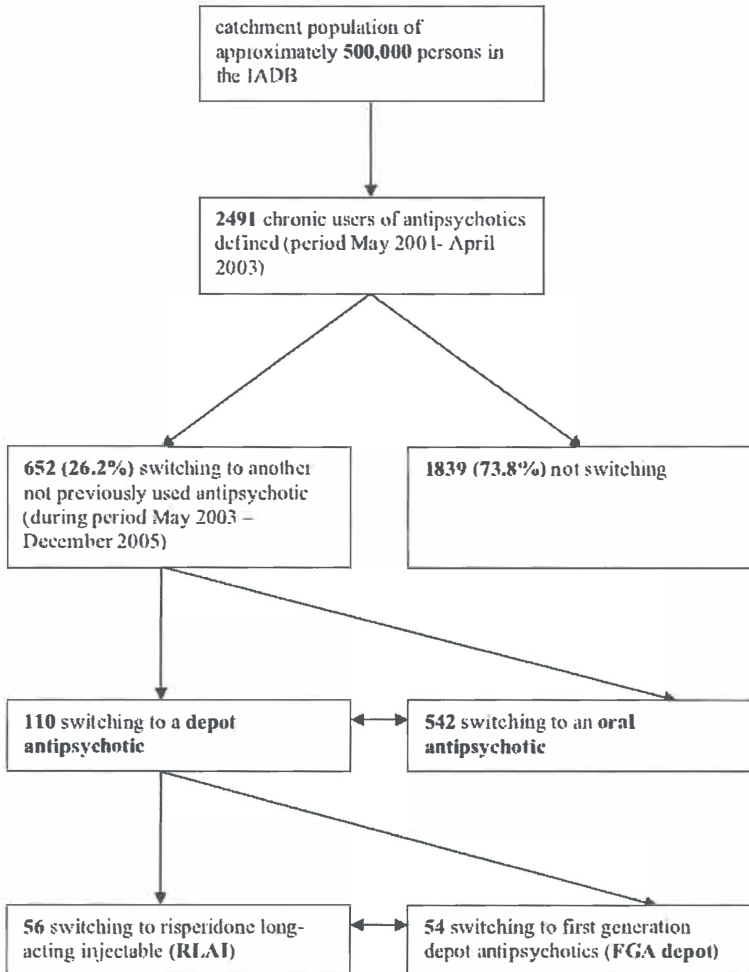 catchment population of
approximately 500,000 persons in
the IADB
2491 chronic users of antipsychotics
defined (period May 2001- April
2003)
652 (26.2%) switching to another
not previously used antipsychotic
(during period May 2003 –
December 2005)
1839 (73.8%) not switching
110 switching to a depot
antipsychotic
542 switching to an oral
antipsychotic
56 switching to risperidone long-
acting injectable (RLAI)
54 switching to first generation
depot antipsychotics (FGA depot)